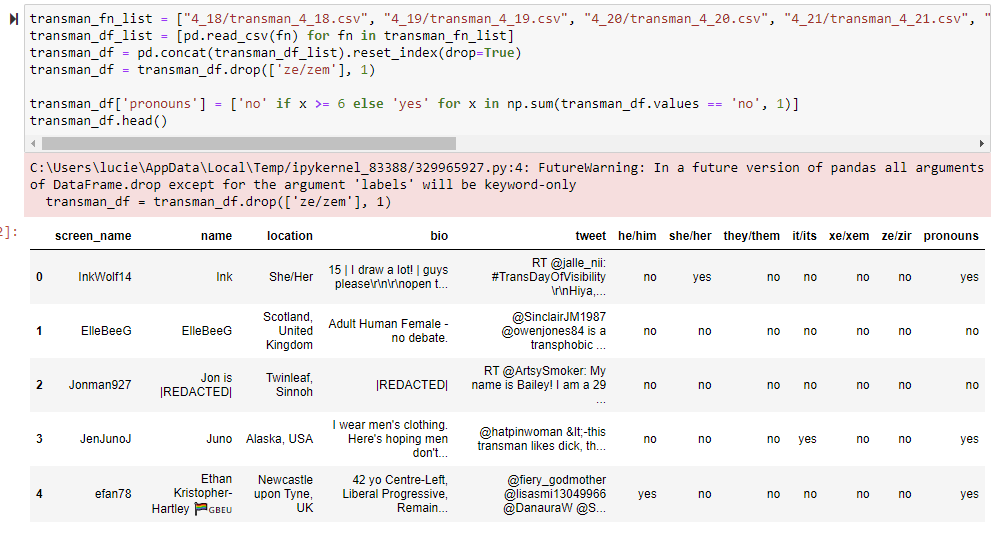 transman_fn_list = ["4_18/transman_4_18.csv", "4_19/transman_4_19.csv", "4_20/transman_4_20.csv", "4_21/transman_4_21.csv", "
transman_df_list = [pd.read_csv(fn) for fn in transman_fn_list]
transman_df = pd.concat(transman_df_list).reset_index(drop=True)
transman_df = transman_df.drop(['ze/zem'], 1)
transman_df['pronouns'] = ['no' if x >= 6 else 'yes' for x in np.sum(transman_df.values == 'no', 1)]
transman_df.head()
C:\Users\lucie\AppData\Local\Temp/ipykernel_83388/329965927.py:4: FutureWarning: In a future version of pandas all arguments
of DataFrame.drop except for the argument 'labels' will be keyword-only
transman_df = transman_df.drop(['ze/zem'], 1)
2]:
screen_name name location bio tweet he/him she/her they/them it/its xe/xem ze/zir pronouns
0 InkWolf14 Ink She/Her 15 | I draw a lot! | guys please\r\n\r\nopen t... RT @jalle_nii: #TransDayOfVisibility \r\nHiya,... no yes no no no no yes
1 ElleBeeG ElleBeeG Scotland, United Kingdom Adult Human Female - no debate. @SinclairJM1987 @owenjones84 is a transphobic ... no no no no no no no
2 Jonman927 Jon is |REDACTED| Twinleaf, Sinnoh |REDACTED| RT @ArtsySmoker: My name is Bailey! I am a 29 ... no no no no no no no
3 JenJunoJ Juno Alaska, USA I wear men's clothing. Here's hoping men don't... @hatpinwoman &lt;-this transman likes dick, th... no no no yes no no yes
4 efan78 Ethan Kristopher-Hartley 🏳️‍🌈GBEU Newcastle upon Tyne, UK 42 yo Centre-Left, Liberal Progressive, Remain... @fiery_godmother @lisasmi13049966 @DanauraW @S... yes no no no no no yes